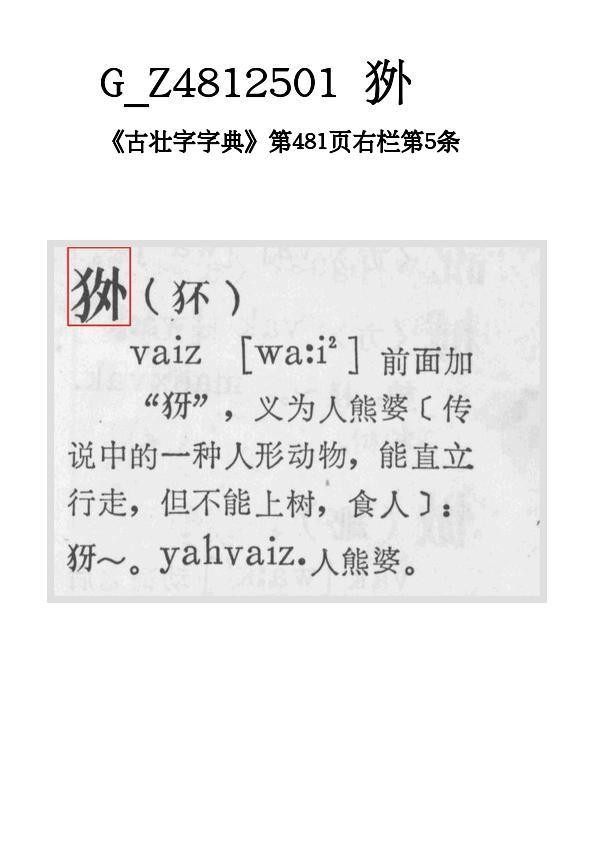 G_Z4812501
《古壮字字典》第481页右栏第5条
（ ）
vaiz [wa:i²] 前面加
“犽”，义为人熊婆〔传
说中的一种人形动物，能直立
行走，但不能上树，食人〕：
犽～。yahvaiz. 人熊婆。